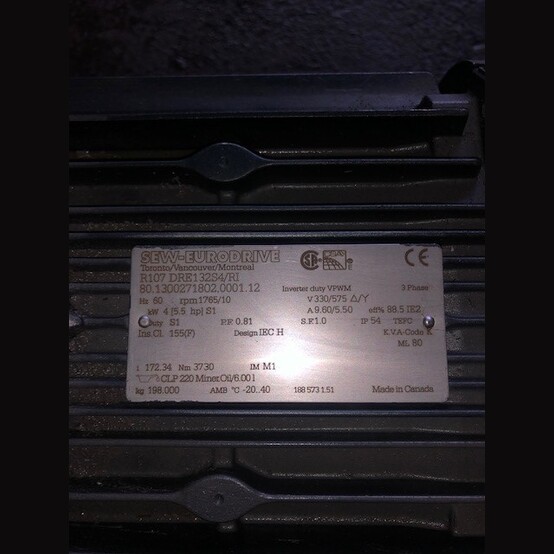 SEW-EURODRIVE
Toronto/Vancouver/Montreal
R107 DRE132S4/RI
80.1300271802.0001.12 Inverter duty VPWM 3 Phase
Hz 60 rpm 1765/10 V 330/575 Δ/Y
kW 4 |5.5 hp| S1 A 9.60/5.50 eff% 88.5 IE2
Duty S1 P.F. 0.81 S.F.1.0 IP 54 TEFC
Ins.Cl. 155(F) Design IEC H K.V.A-Code K
ML 80
i 172.34 Nm 3730 IM M1
CLP 220 Miner.Oil/6.00l
kg 198.000 AMB °C -20..40 188 573 1.51 Made in Canada
CSA
CE